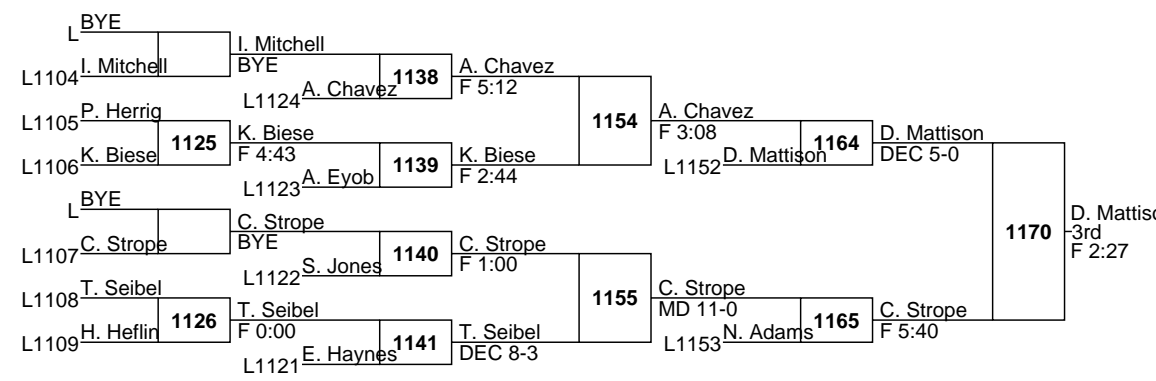 L BYE
L1104 I. Mitchell
I. Mitchell
BYE
L1124 A. Chavez
1138
A. Chavez
F 5:12
L1105 P. Herrig
L1106 K. Biese
1125
K. Biese
F 4:43
L1123 A. Eyob
1139
K. Biese
F 2:44
1154
A. Chavez
F 3:08
L1152 D. Mattison
1164
D. Mattison
DEC 5-0
L BYE
L1107 C. Strope
C. Strope
BYE
L1122 S. Jones
1140
C. Strope
F 1:00
L1108 T. Seibel
L1109 H. Heflin
1126
T. Seibel
F 0:00
L1121 E. Haynes
1141
T. Seibel
DEC 8-3
1155
C. Strope
MD 11-0
L1153 N. Adams
1165
C. Strope
F 5:40
1170
D. Mattiso
3rd
F 2:27